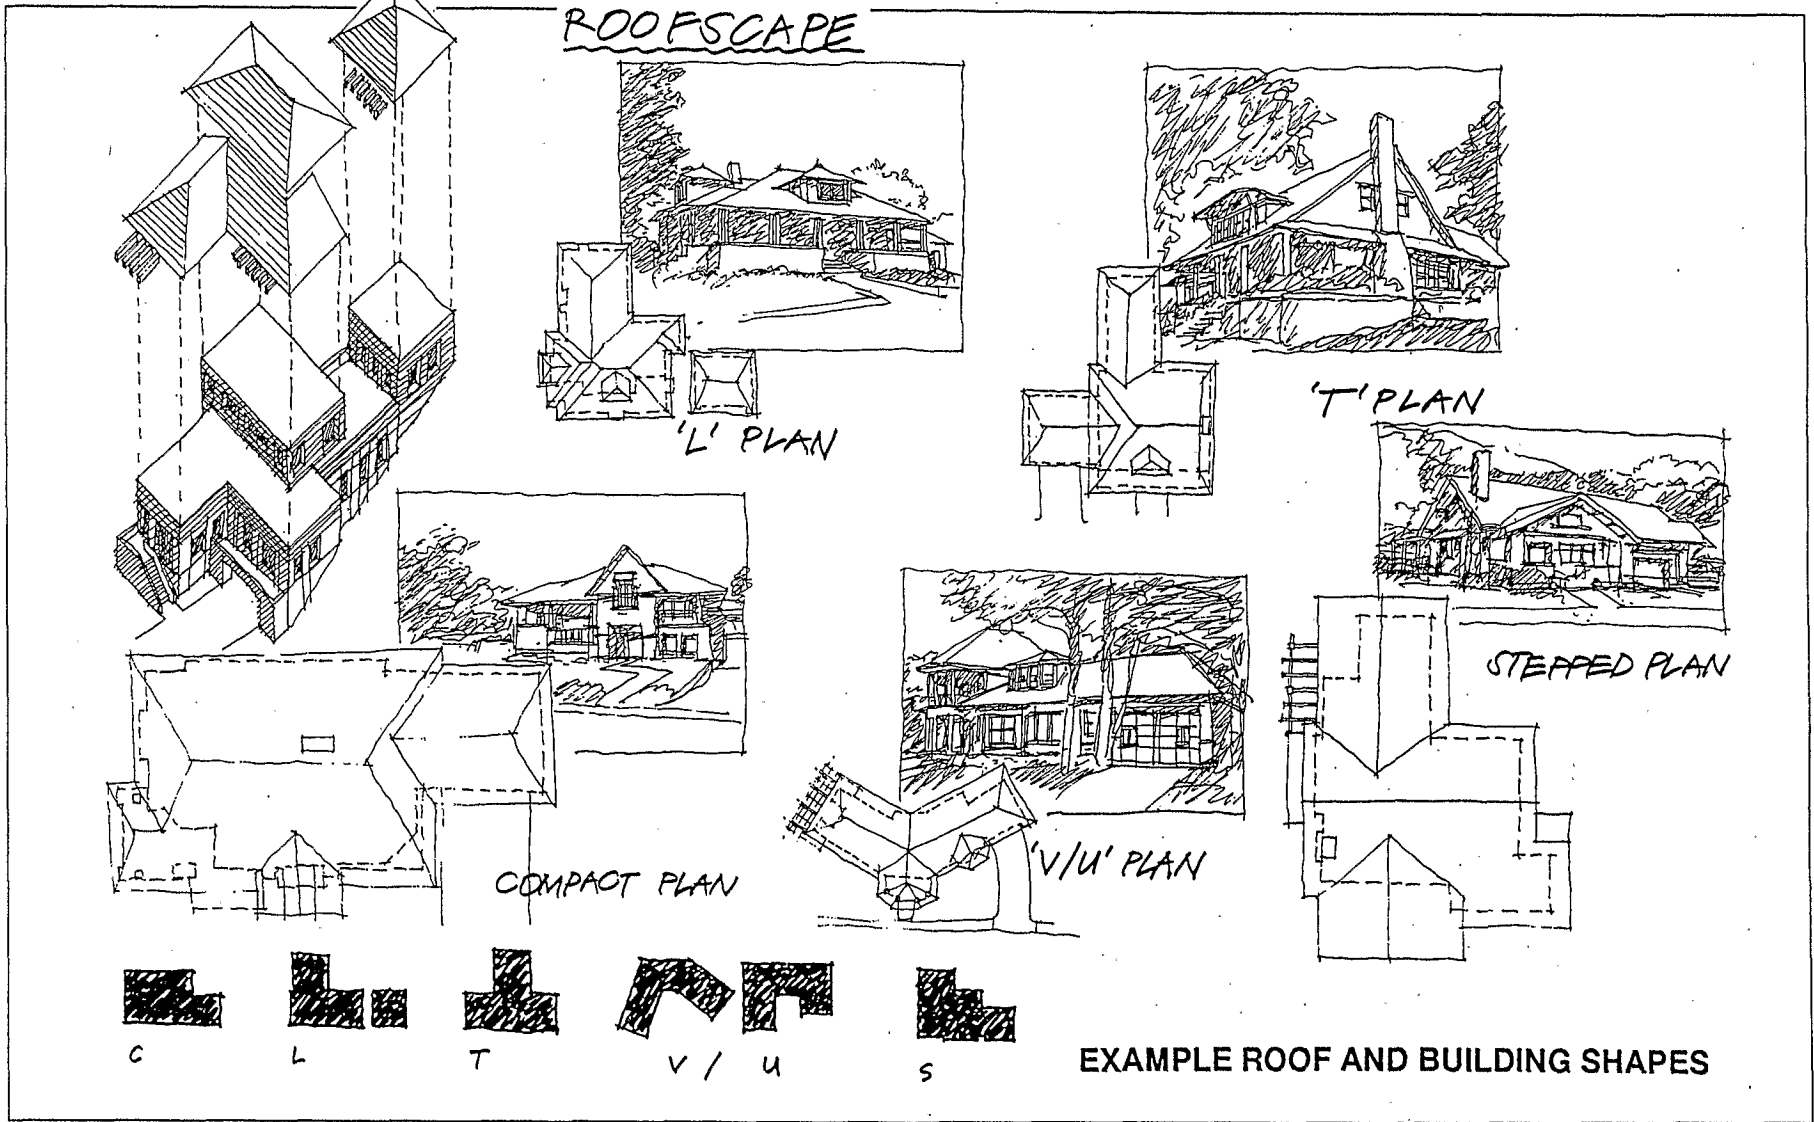 ROOFSCAPE
'L' PLAN
'T' PLAN
STEPPED PLAN
COMPACT PLAN
'V/U' PLAN
C L T V / U S
EXAMPLE ROOF AND BUILDING SHAPES